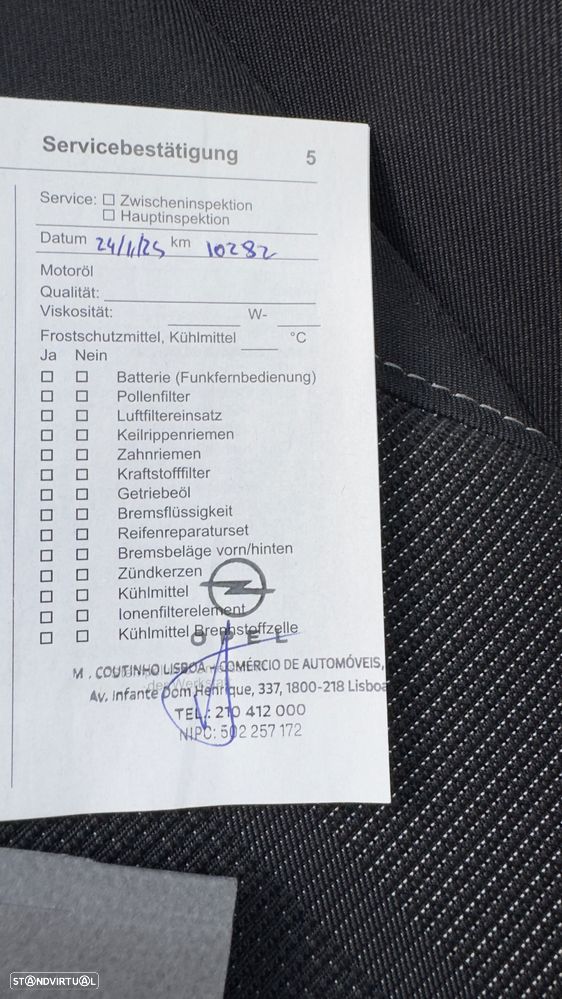 Servicebestätigung 5
Service: ☐ Zwischeninspektion
☐ Hauptinspektion
Datum 24/11/25 km 10282
Motoröl
Qualität:
Viskosität: W-
Frostschutzmittel, Kühlmittel °C
Ja Nein
☐ ☐ Batterie (Funkfernbedienung)
☐ ☐ Pollenfilter
☐ ☐ Luftfiltereinsatz
☐ ☐ Keilrippenriemen
☐ ☐ Zahnriemen
☐ ☐ Kraftstofffilter
☐ ☐ Getriebeöl
☐ ☐ Bremsflüssigkeit
☐ ☐ Reifenreparaturset
☐ ☐ Bremsbeläge vorn/hinten
☐ ☐ Zündkerzen
☐ ☐ Kühlmittel
☐ ☐ Ionenfilterelement
☐ ☐ Kühlmittel Brennstoffzelle
OPEL
M. COUTINHO LISBOA - COMÉRCIO DE AUTOMÓVEIS,
Av. Infante Dom Henrique, 337, 1800-218 Lisboa
TEL.: 210 412 000
NIPC: 502 257 172
STANDVIRTUAL